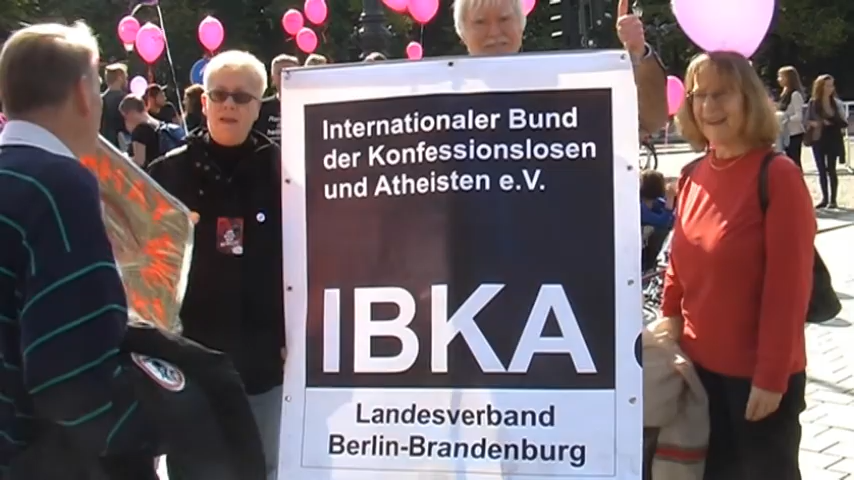 Internationaler Bund
der Konfessionslosen
und Atheisten e.V.
IBKA
Landesverband
Berlin-Brandenburg